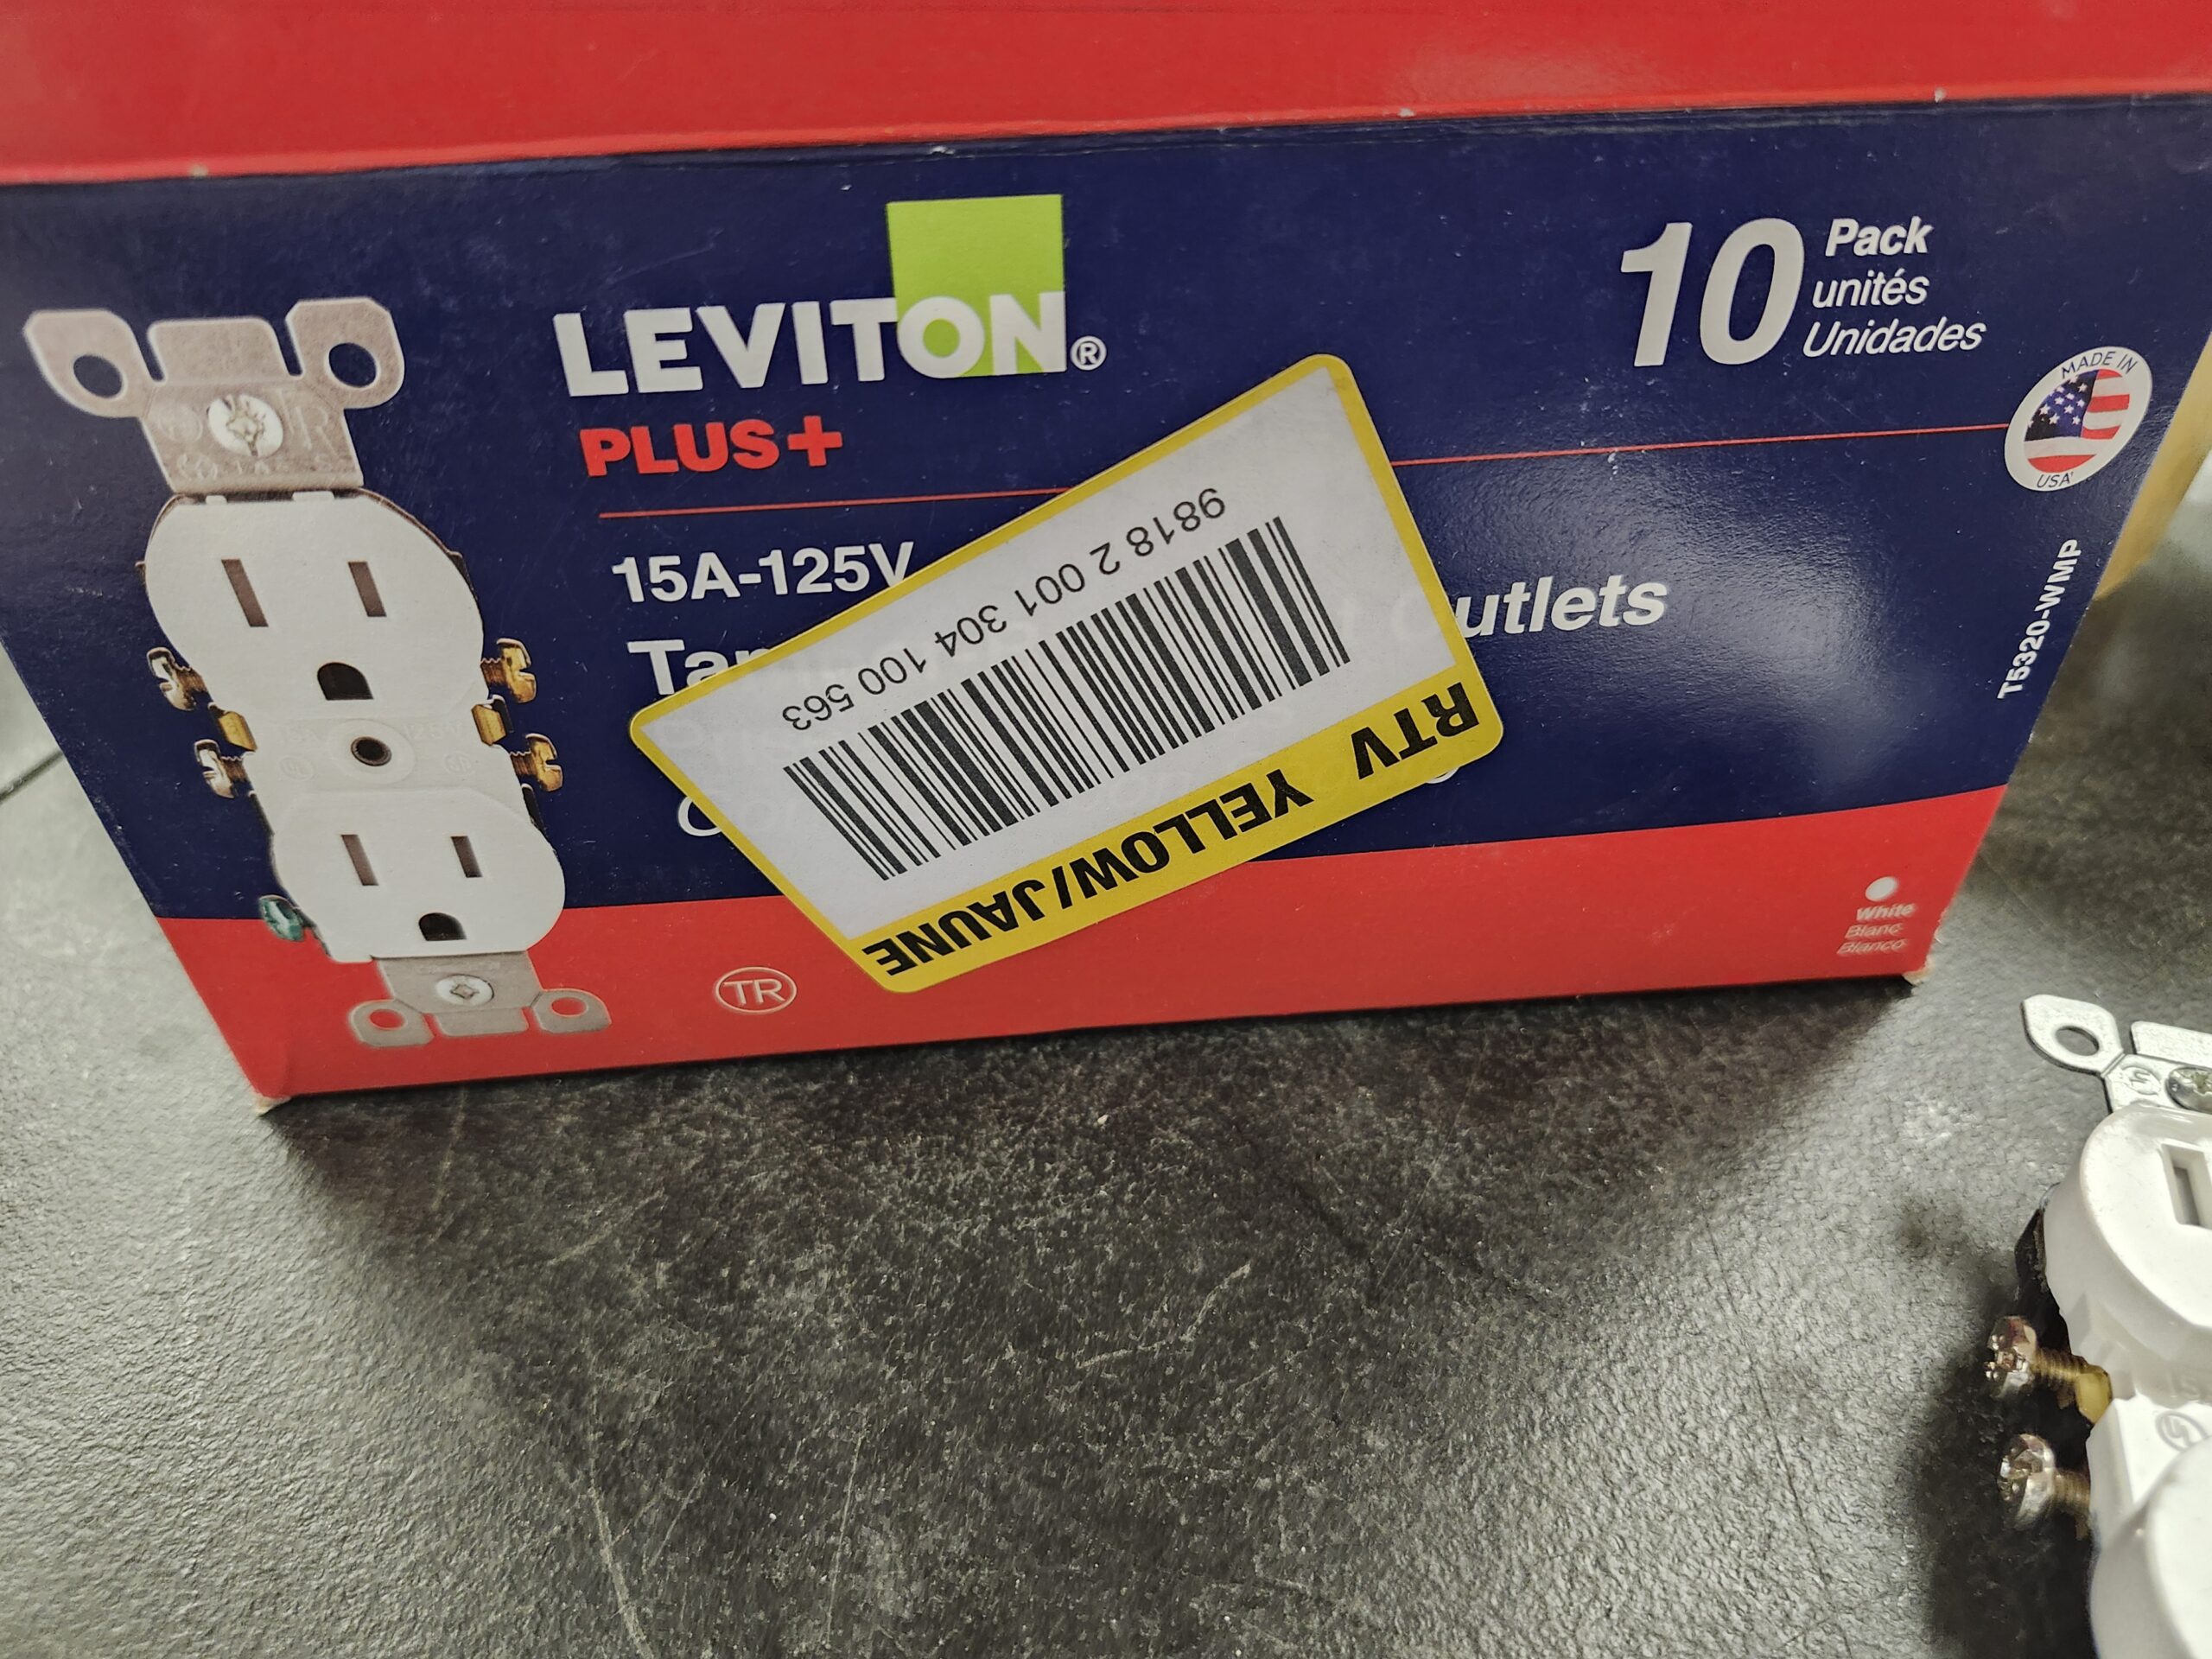 LEVITON®
PLUS+
10 Pack
unités
Unidades
MADE IN
USA
15A-125V
utlets
T5320-WMP
9818 2 001 304 100 563
RTV YELLOW/JAUNE
TR
White
Blanc
Blanco